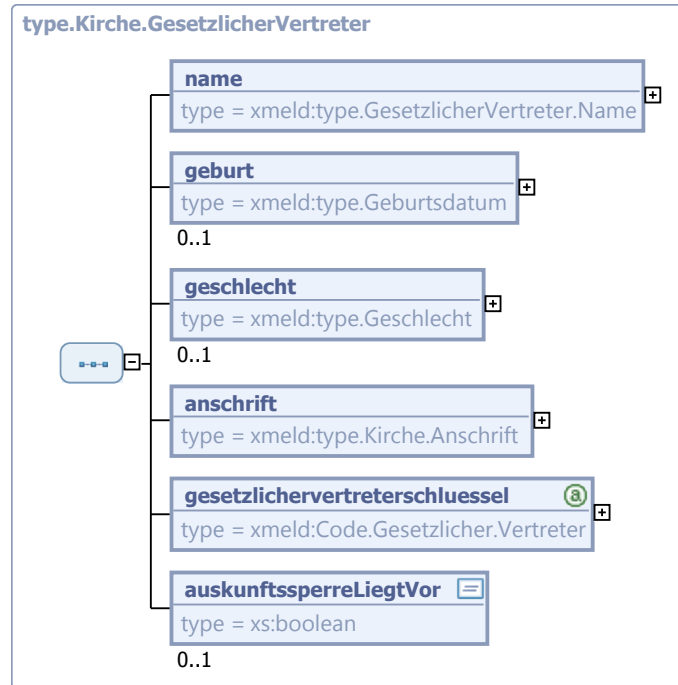 type.Kirche.GesetzlicherVertreter
name
type = xmeld:type.GesetzlicherVertreter.Name
geburt
type = xmeld:type.Geburtsdatum
0..1
geschlecht
type = xmeld:type.Geschlecht
0..1
anschrift
type = xmeld:type.Kirche.Anschrift
gesetzlichervertreterschluessel
a
type = xmeld:Code.Gesetzlicher.Vertreter
auskunftssperreLiegtVor
type = xs:boolean
0..1